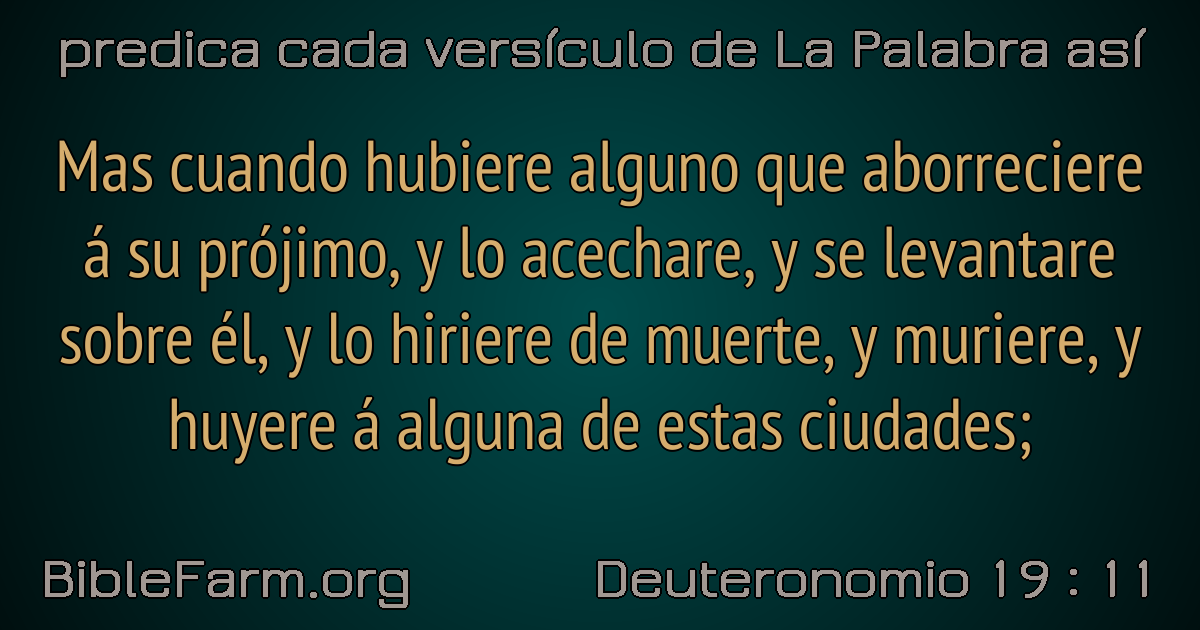 predica cada versículo de La Palabra así
Mas cuando hubiere alguno que aborreciere
á su prójimo, y lo acechare, y se levantare
sobre él, y lo hiriere de muerte, y muriere, y
huyere á alguna de estas ciudades;
BibleFarm.org
Deuteronomio 19 : 11